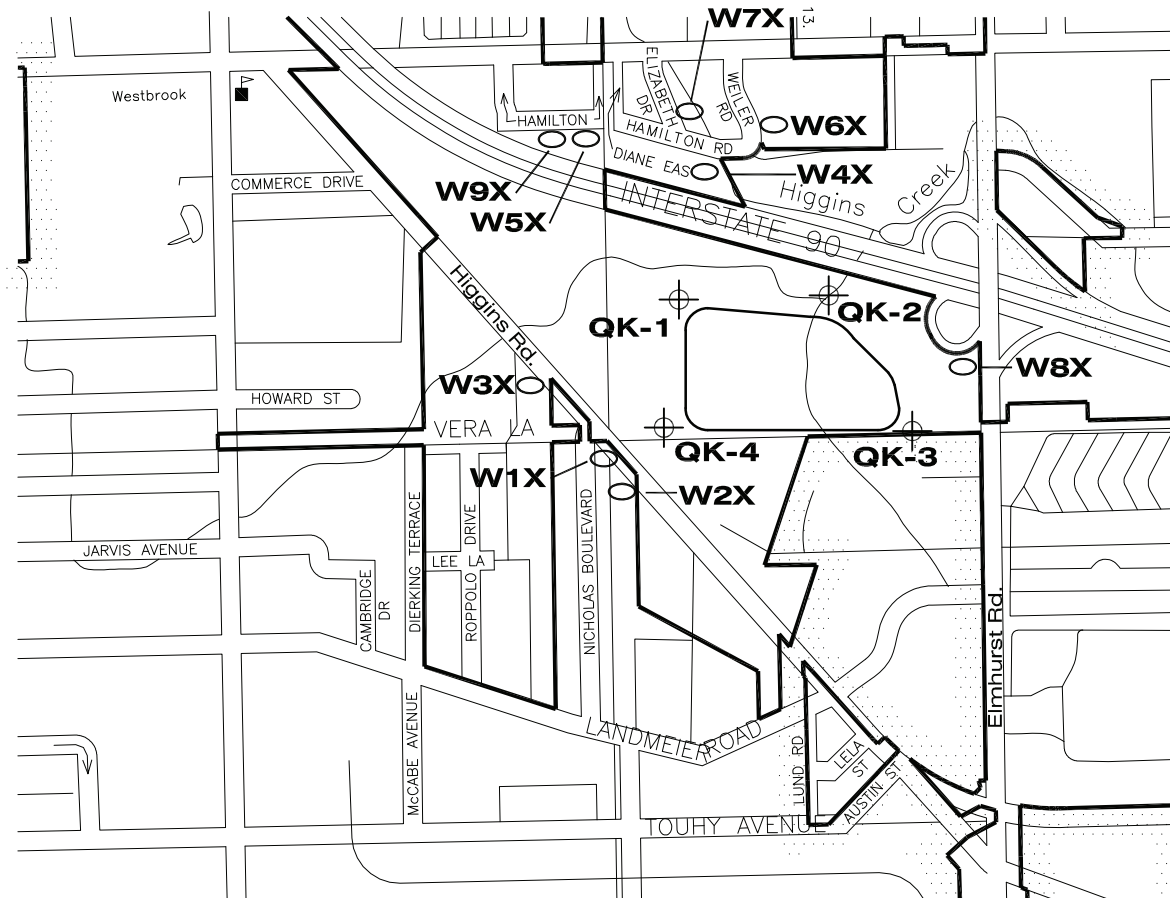 W7X
13.
ELIZABETH
DR
WEILER
RD
Westbrook
HAMILTON
HAMILTON RD
W6X
DIANE EAS
W4X
COMMERCE DRIVE
W9X
W5X
INTERSTATE 90
Higgins
Creek
Higgins Rd.
QK-1
QK-2
W3X
W8X
HOWARD ST
VERA LA
QK-4
QK-3
W1X
W2X
DIERKING TERRACE
ROPPOLO DRIVE
NICHOLAS BOULEVARD
JARVIS AVENUE
LEE LA
CAMBRIDGE
DR
Elmhurst Rd.
McCABE AVENUE
LANDMEIER ROAD
LUND RD
LELA
ST
AUSTIN ST
TOUHY AVENUE